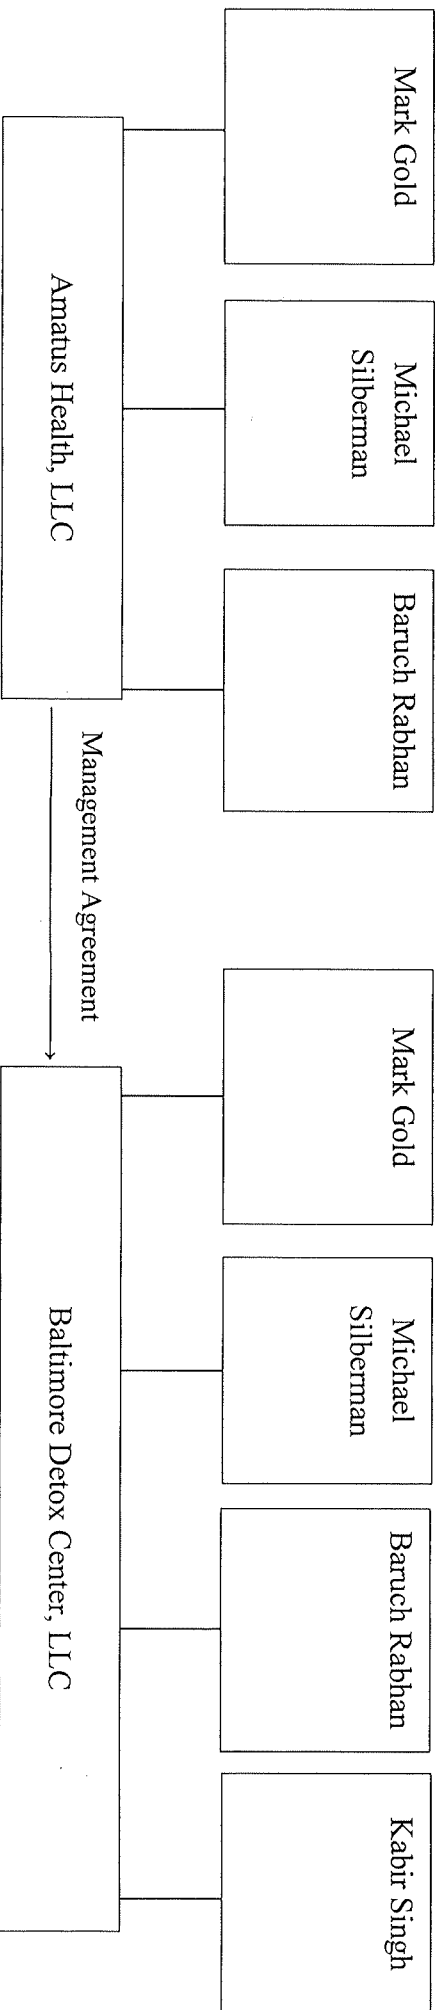 Mark Gold
Michael
Silberman
Baruch Rabhan
Mark Gold
Michael
Silberman
Baruch Rabhan
Kabir Singh
Amatus Health, LLC
Management Agreement
Baltimore Detox Center, LLC